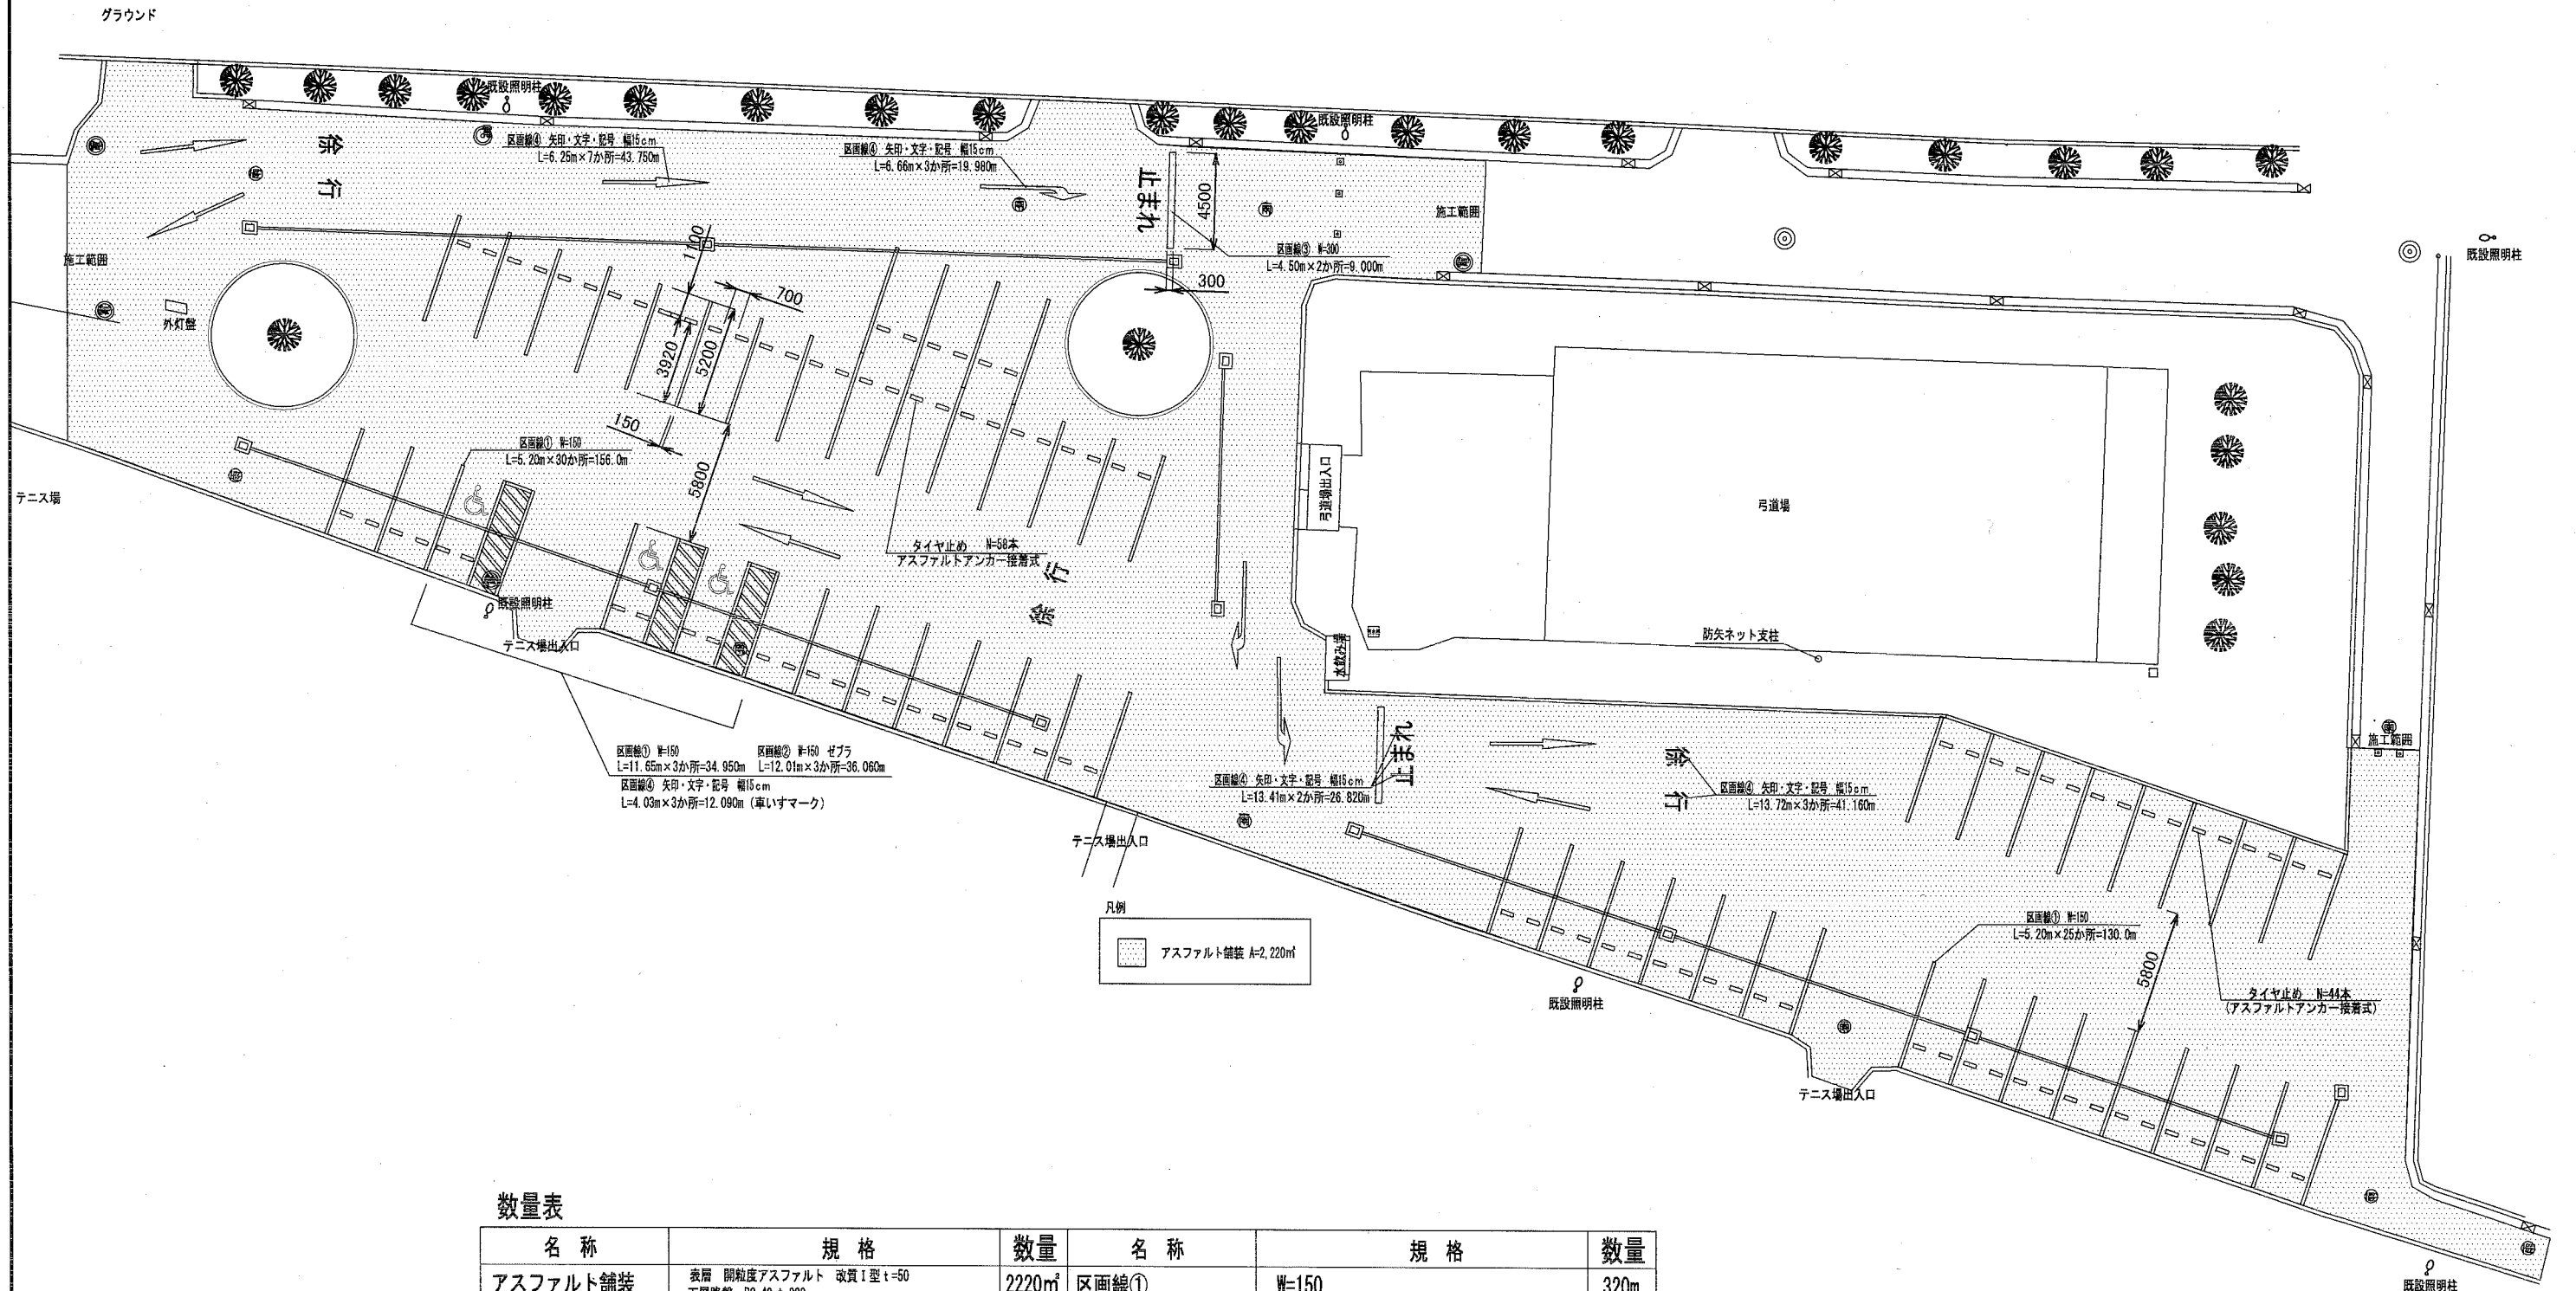 グラウンド
既設照明柱
既設照明柱
徐行
区画線④ 矢印・文字・記号 幅15cm
L=6.25m×7か所=43.750m
区画線④ 矢印・文字・記号 幅15cm
L=6.66m×3か所=19.980m
止まれ
4500
施工範囲
区画線③ W=300
L=4.50m×2か所=9.000m
300
既設照明柱
施工範囲
外灯盤
1100
700
3920
5200
150
5800
区画線① W=150
L=5.20m×30か所=156.0m
テニス場
弓道場出入口
弓道場
タイヤ止め N=58本
アスファルトアンカー接着式
徐行
既設照明柱
テニス場出入口
水飲み場
防矢ネット支柱
区画線① W=150
L=11.65m×3か所=34.950m
区画線② W=150 ゼブラ
L=12.01m×3か所=36.060m
区画線④ 矢印・文字・記号 幅15cm
L=4.03m×3か所=12.090m (車いすマーク)
止まれ
区画線④ 矢印・文字・記号 幅15cm
L=13.41m×2か所=26.820m
徐行
区画線④ 矢印・文字・記号 幅15cm
L=13.72m×3か所=41.160m
施工範囲
テニス場出入口
凡例
アスファルト舗装 A=2,220㎡
区画線① W=150
L=5.20m×25か所=130.0m
5800
タイヤ止め N=44本
(アスファルトアンカー接着式)
既設照明柱
テニス場出入口
既設照明柱
数量表
名 称 規 格 数量 名 称 規 格 数量
アスファルト舗装 表層 開粒度アスファルト 改質Ⅰ型 t=50 2220㎡ 区画線① W=150 320m